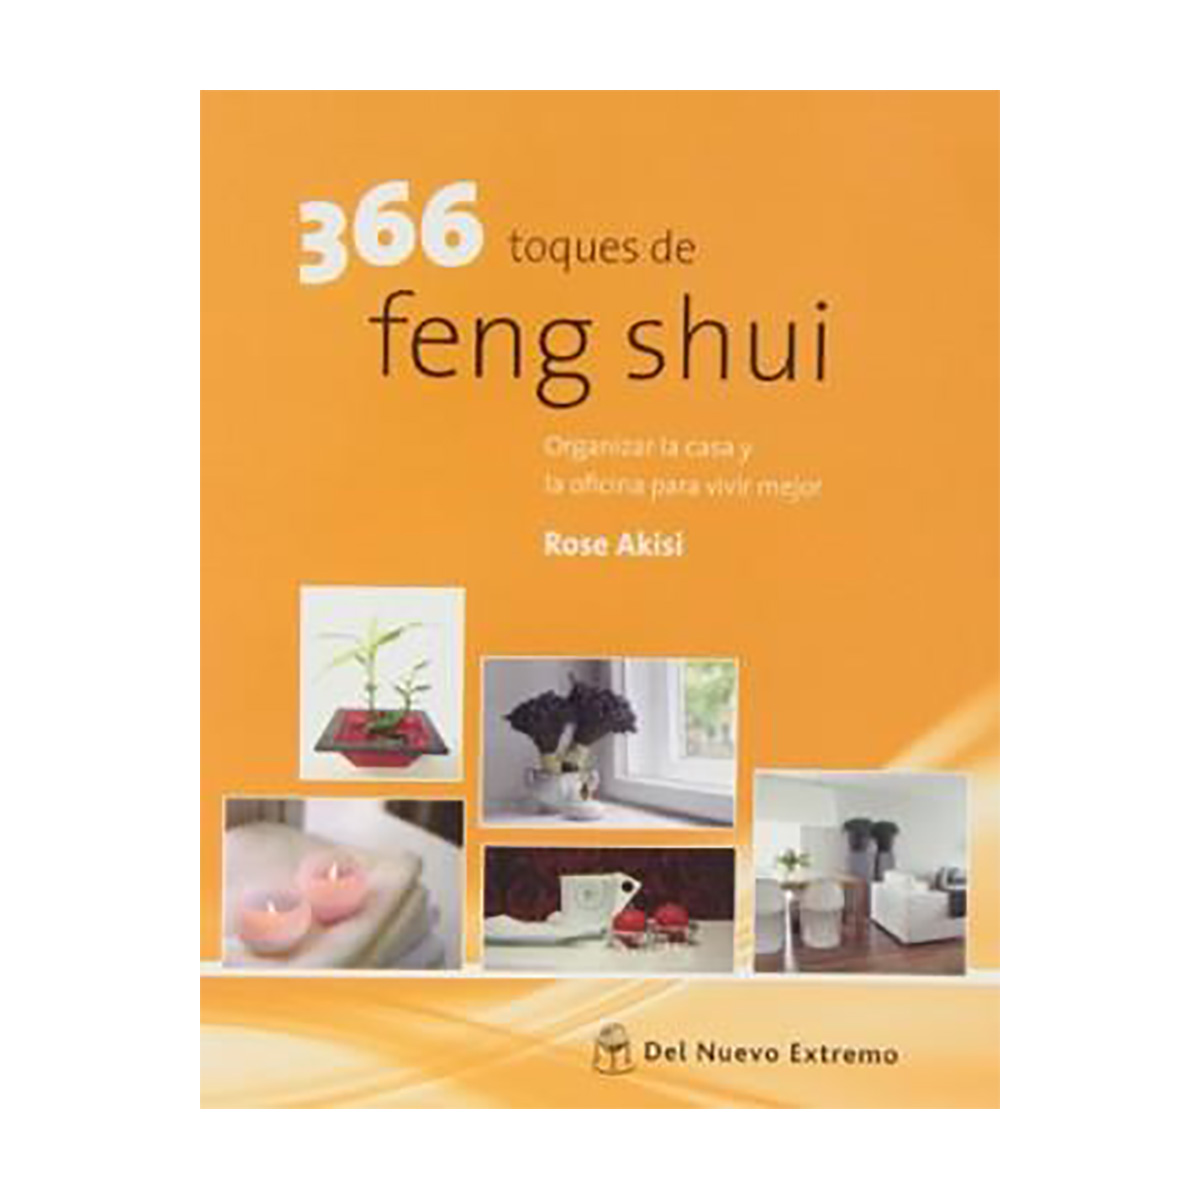 366 toques de
feng shui
Organizar la casa y
la oficina para vivir mejor
Rose Akisi
Del Nuevo Extremo